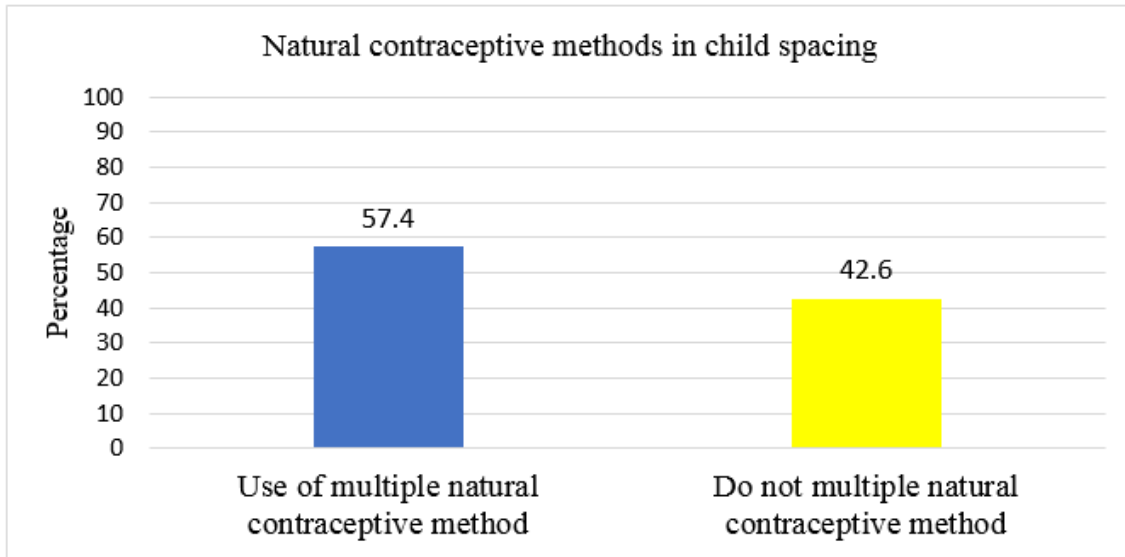 Natural contraceptive methods in child spacing
Percentage
100
90
80
70
60
50
40
30
20
10
0
57.4
42.6
Use of multiple natural
contraceptive method
Do not multiple natural
contraceptive method